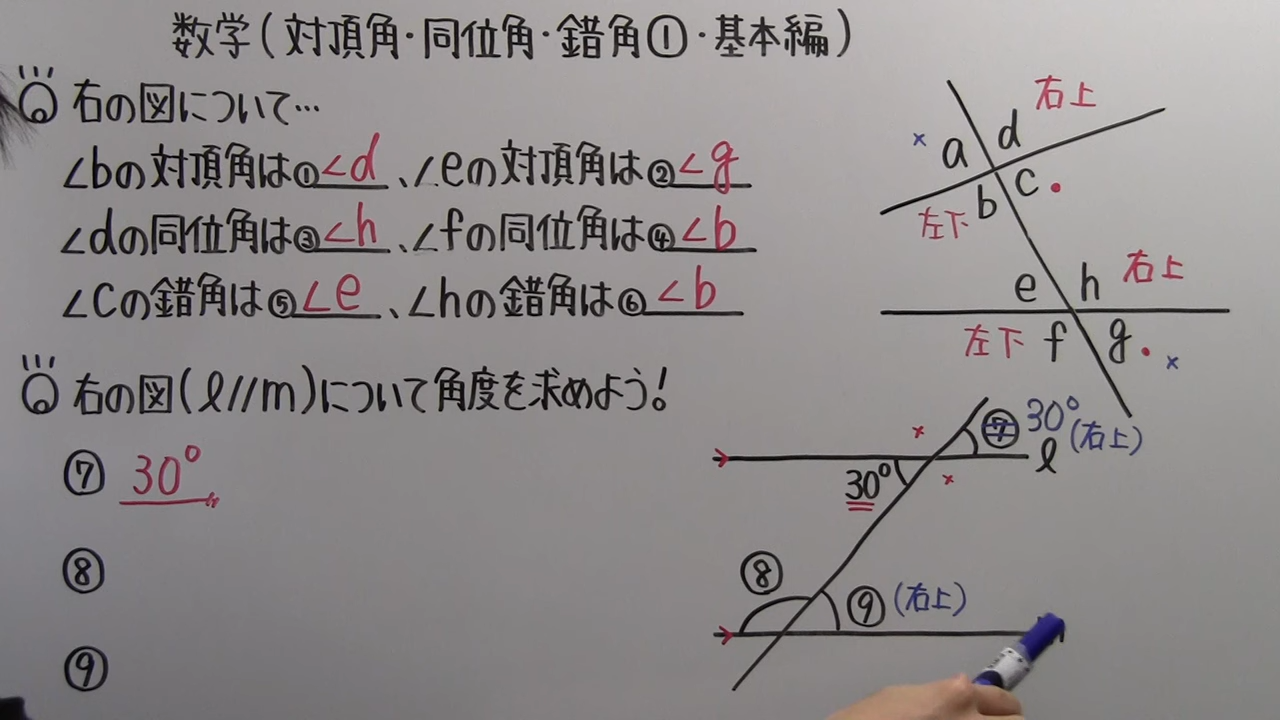 数学(対頂角・同位角・錯角①・基本編)
右の図について…
∠bの対頂角は①∠d、∠eの対頂角は②∠g
∠dの同位角は③∠h、∠fの同位角は④∠b
∠cの錯角は⑤∠e、∠hの錯角は⑥∠b
右上
a
d
b
c
左下
e
h
右上
左下
f
g
右の図(ℓ//m)について角度を求めよう!
⑦ 30°
⑧
⑨
⑦ 30°
(右上)
ℓ
30°
⑧
⑨ (右上)